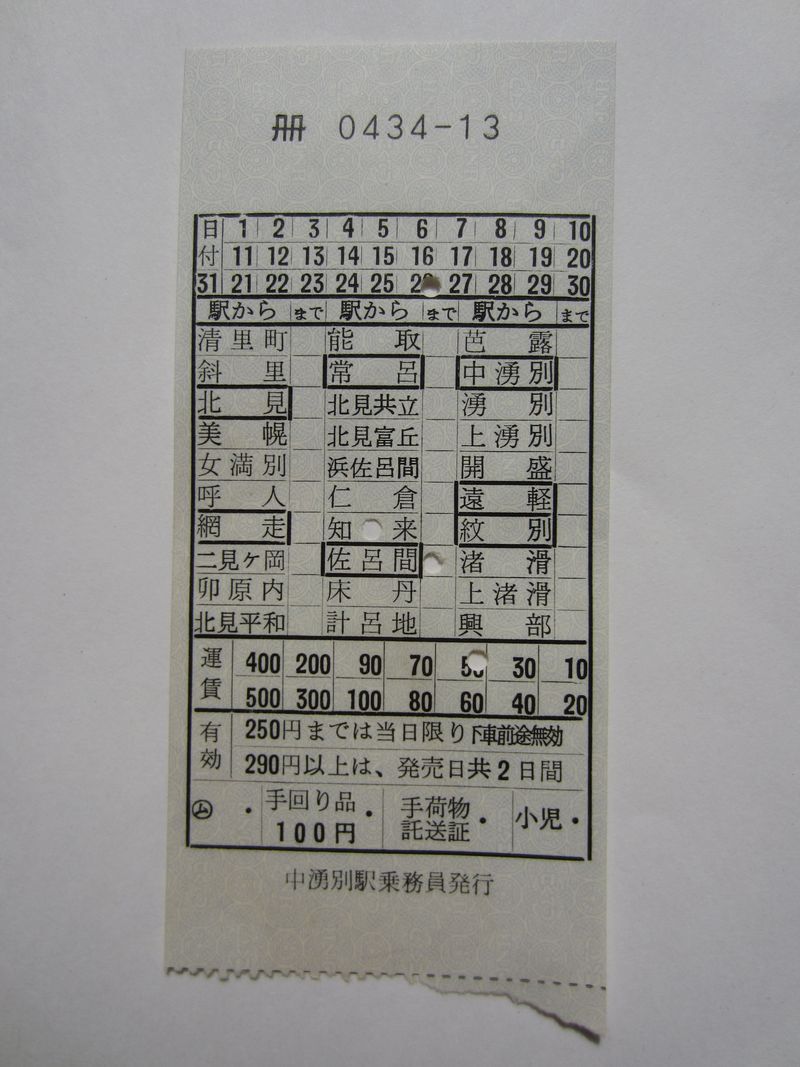 冊 0434-13
日 1 2 3 4 5 6 7 8 9 10
付 11 12 13 14 15 16 17 18 19 20
31 21 22 23 24 25 2 27 28 29 30
駅から まで 駅から まで 駅から まで
清里町 能取 芭露
斜里 常呂 中湧別
北見 北見共立 湧別
美幌 北見富丘 上湧別
女満別 浜佐呂間 開盛
呼人 仁倉 遠軽
網走 知来 紋別
二見ヶ岡 佐呂間 渚滑
卯原内 床丹 上渚滑
北見平和 計呂地 興部
運賃 400 200 90 70 5 30 10
500 300 100 80 60 40 20
有効 250円までは当日限り下車前途無効
290円以上は、発売日共2日間
㋰ ・ 手回り品 100円 ・ 手荷物託送証 ・ 小児 ・
中湧別駅乗務員発行